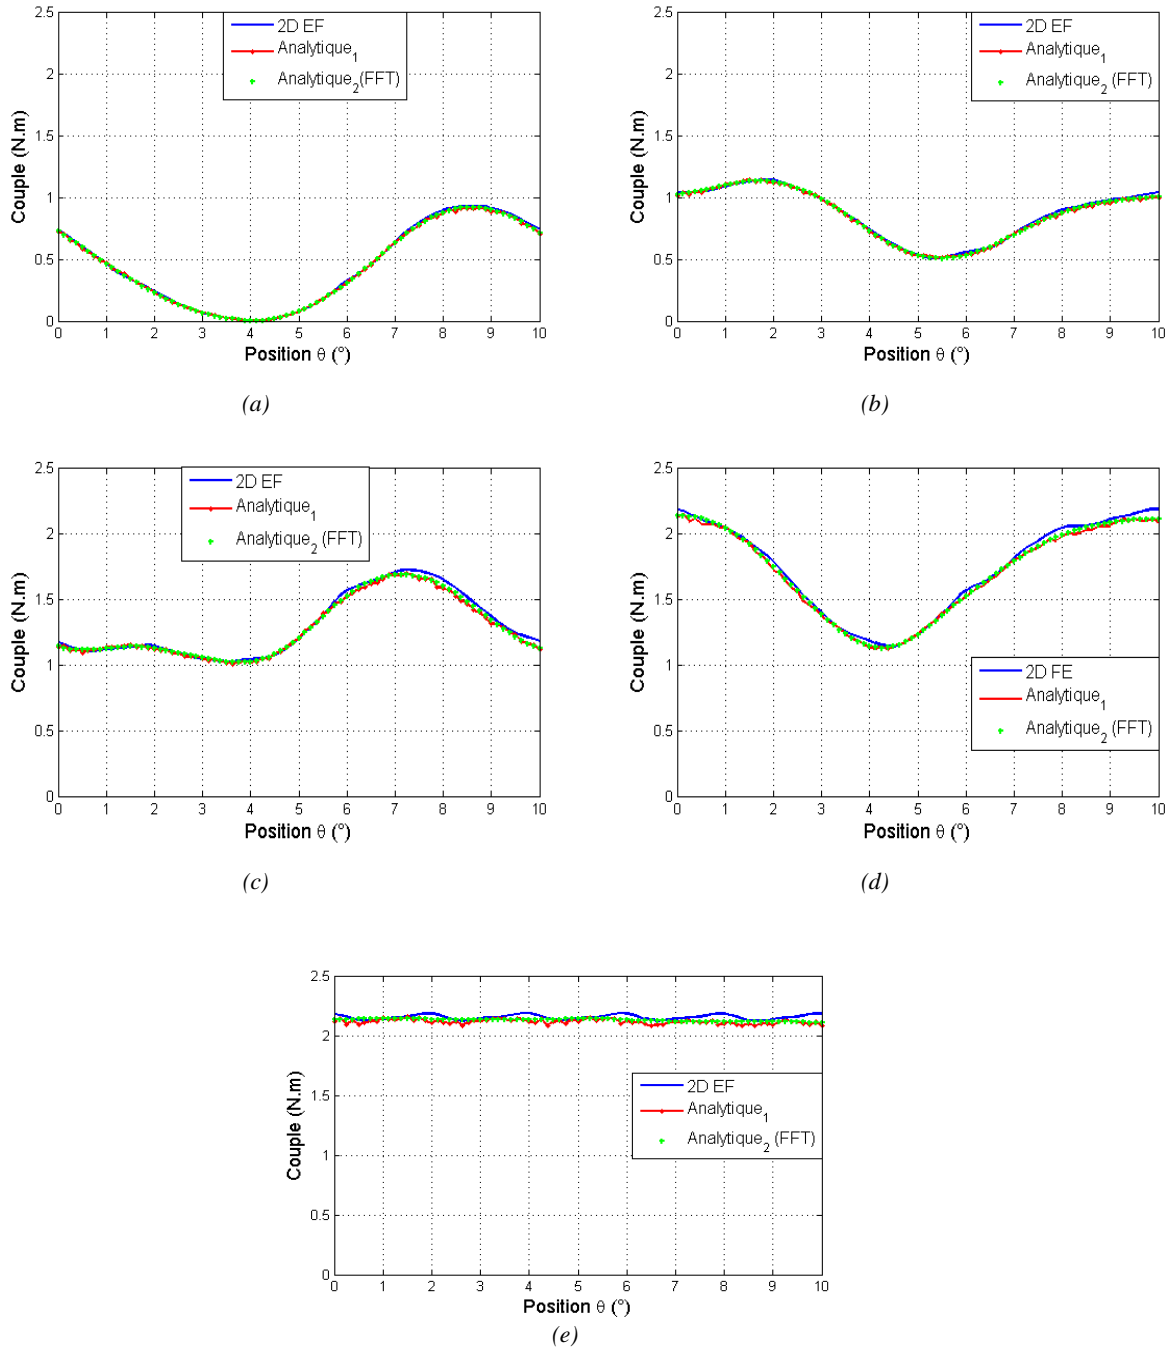 2.5
2
1.5
1
0.5
0
Couple (N.m)
2D EF
Analytique1
Analytique2(FFT)
0 1 2 3 4 5 6 7 8 9 10
Position θ (°)
(a)
2.5
2
1.5
1
0.5
0
Couple (N.m)
2D EF
Analytique1
Analytique2 (FFT)
0 1 2 3 4 5 6 7 8 9 10
Position θ (°)
(b)
2.5
2
1.5
1
0.5
0
Couple (N.m)
2D EF
Analytique1
Analytique2 (FFT)
0 1 2 3 4 5 6 7 8 9 10
Position θ (°)
(c)
2.5
2
1.5
1
0.5
0
Couple (N.m)
2D FE
Analytique1
Analytique2 (FFT)
0 1 2 3 4 5 6 7 8 9 10
Position θ (°)
(d)
2.5
2
1.5
1
0.5
0
Couple (N.m)
2D EF
Analytique1
Analytique2 (FFT)
0 1 2 3 4 5 6 7 8 9 10
Position θ (°)
(e)